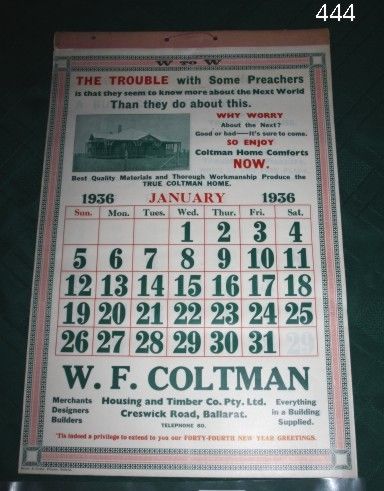 444
W TO W
THE TROUBLE with Some Preachers
is that they seem to know more about the Next World
Than they do about this.
WHY WORRY
About the Next?
Good or bad—It's sure to come.
SO ENJOY
Coltman Home Comforts
NOW.
Best Quality Materials and Thorough Workmanship Produce the
TRUE COLTMAN HOME.
1936 JANUARY 1936
Sun. Mon. Tues. Wed. Thur. Fri. Sat.
1 2 3 4
5 6 7 8 9 10 11
12 13 14 15 16 17 18
19 20 21 22 23 24 25
26 27 28 29 30 31 29
W. F. COLTMAN
Merchants
Designers
Builders
Housing and Timber Co. Pty. Ltd.
Creswick Road, Ballarat.
TELEPHONE 80.
Everything
in a Building
Supplied.
'Tis indeed a privilege to extend to you our FORTY-FOURTH NEW YEAR GREETINGS.